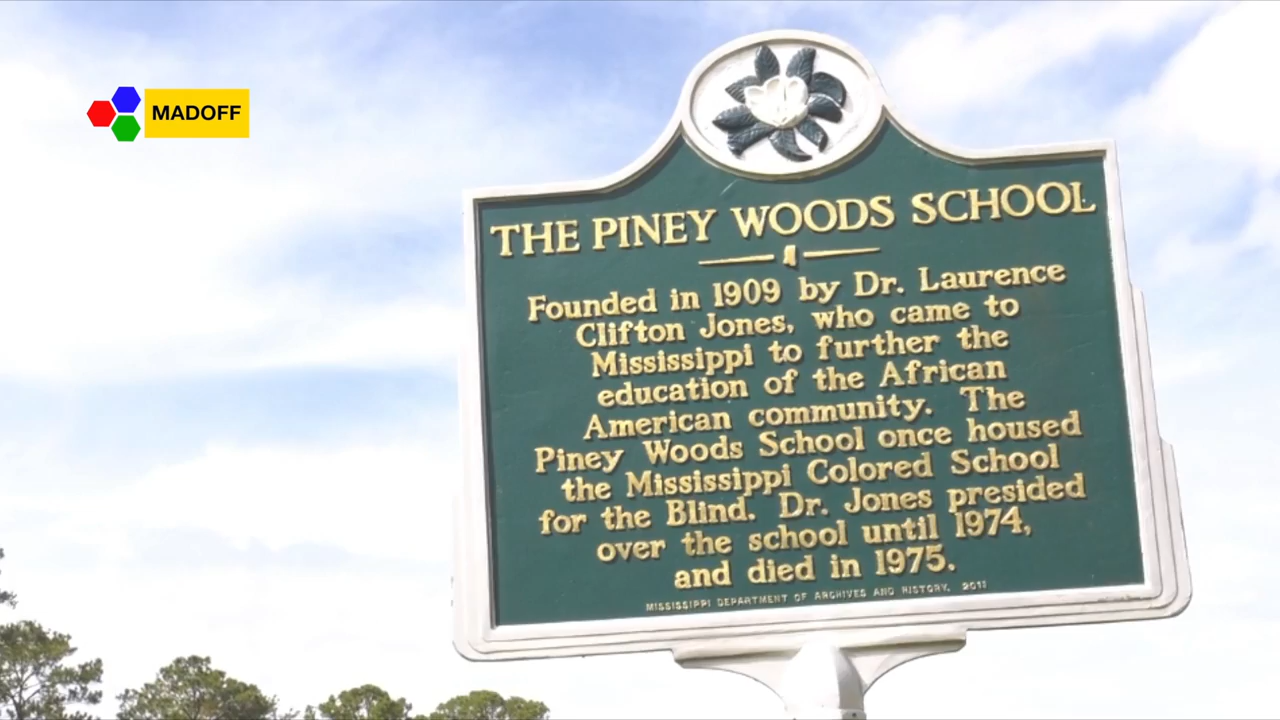 MADOFF
THE PINEY WOODS SCHOOL
Founded in 1909 by Dr. Laurence
Clifton Jones, who came to
Mississippi to further the
education of the African
American community. The
Piney Woods School once housed
the Mississippi Colored School
for the Blind. Dr. Jones presided
over the school until 1974,
and died in 1975.
MISSISSIPPI DEPARTMENT OF ARCHIVES AND HISTORY, 2011